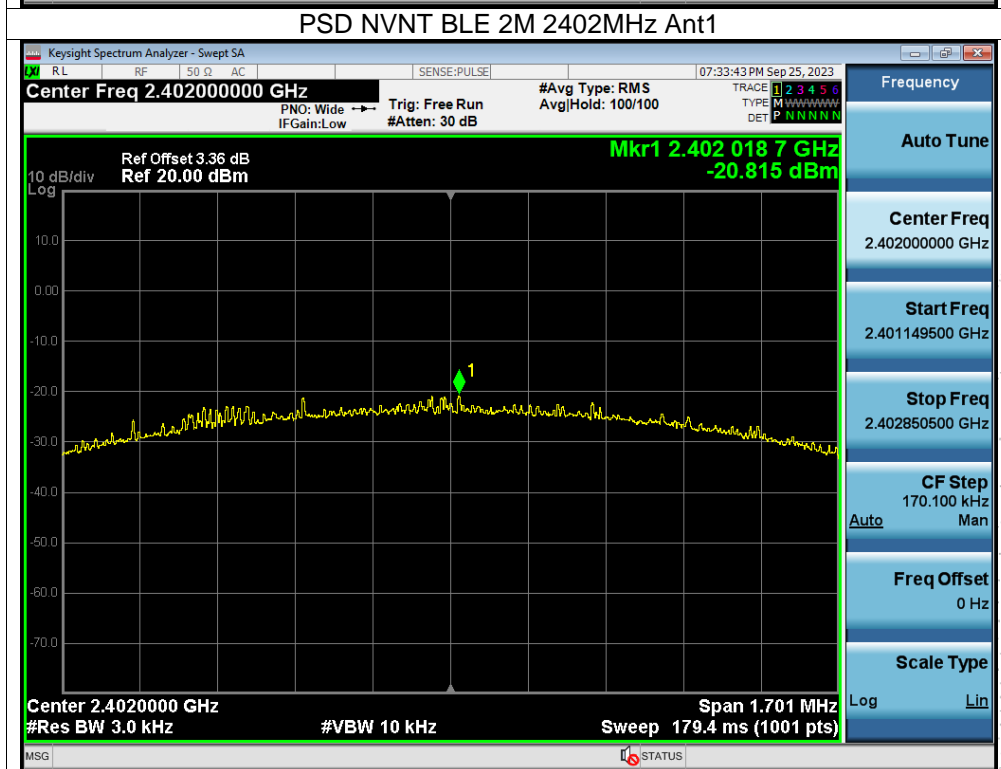 PSD NVNT BLE 2M 2402MHz Ant1
Keysight Spectrum Analyzer - Swept SA
LXI RL RF 50 Ω AC SENSE:PULSE 07:33:43 PM Sep 25, 2023
Center Freq 2.402000000 GHz
PNO: Wide
IFGain:Low
Trig: Free Run
#Atten: 30 dB
#Avg Type: RMS
Avg|Hold: 100/100
TRACE 1 2 3 4 5 6
TYPE M WWWWW
DET P N N N N N
Ref Offset 3.36 dB
Ref 20.00 dBm
10 dB/div
Log
Mkr1 2.402 018 7 GHz
-20.815 dBm
10.0
0.00
-10.0
-20.0
-30.0
-40.0
-50.0
-60.0
-70.0
1
Center 2.4020000 GHz
#Res BW 3.0 kHz
#VBW 10 kHz
Span 1.701 MHz
Sweep 179.4 ms (1001 pts)
MSG
STATUS
Frequency
Auto Tune
Center Freq
2.402000000 GHz
Start Freq
2.401149500 GHz
Stop Freq
2.402850500 GHz
CF Step
170.100 kHz
Auto Man
Freq Offset
0 Hz
Scale Type
Log Lin